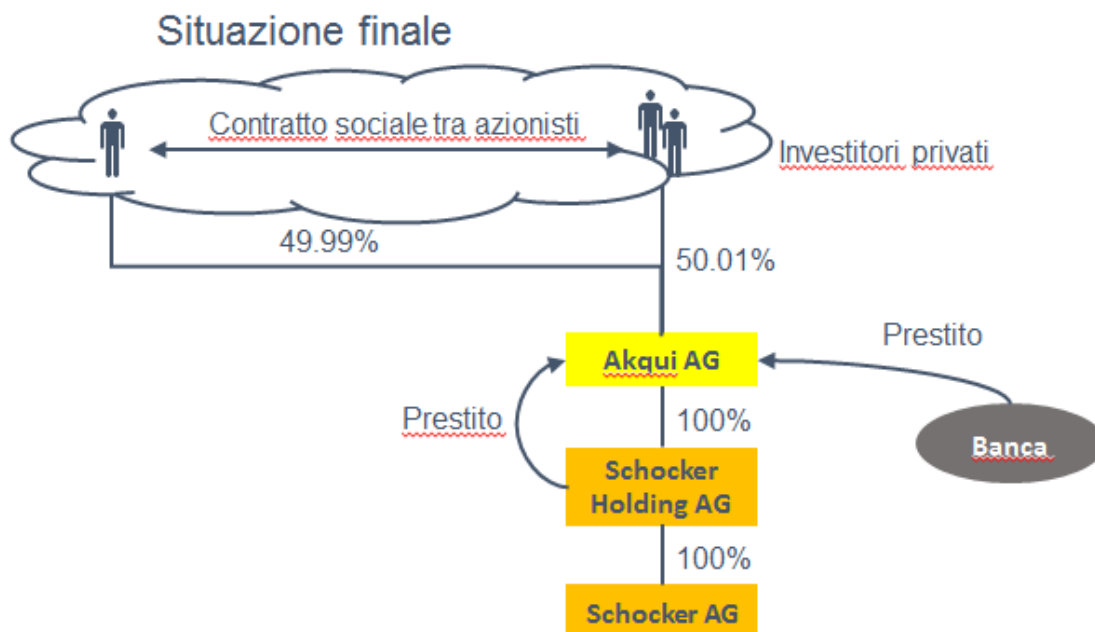 Situazione finale
Contratto sociale tra azionisti
Investitori privati
49.99%
50.01%
Prestito
Akqui AG
Prestito
100%
Banca
Schocker
Holding AG
100%
Schocker AG